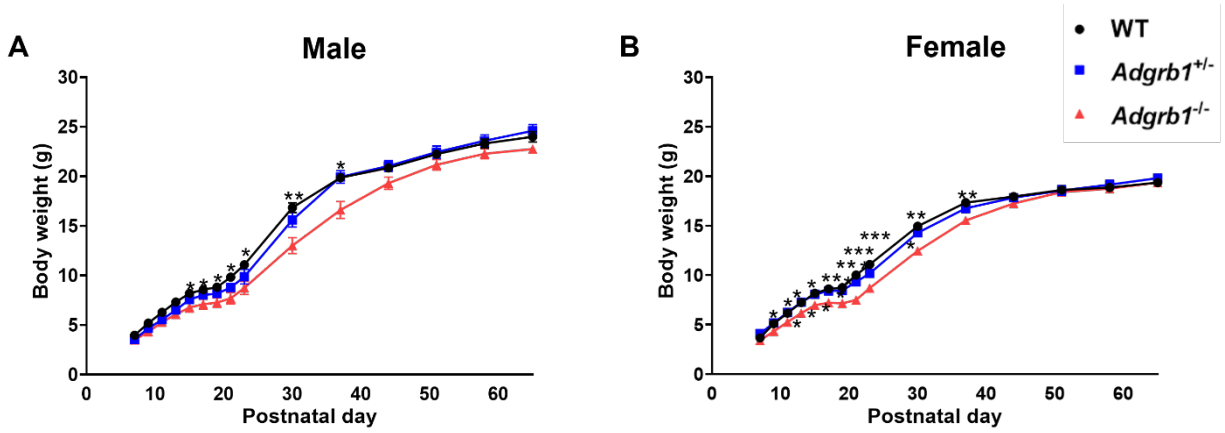 A
Male
B
Female
WT
Adgrb1+/-
Adgrb1-/-
Body weight (g)
30
25
20
15
10
5
0
0 10 20 30 40 50 60
Postnatal day
* * * * * ** *
Body weight (g)
30
25
20
15
10
5
0
0 10 20 30 40 50 60
Postnatal day
* * * * ** ** *** *** ** **
* * * * *